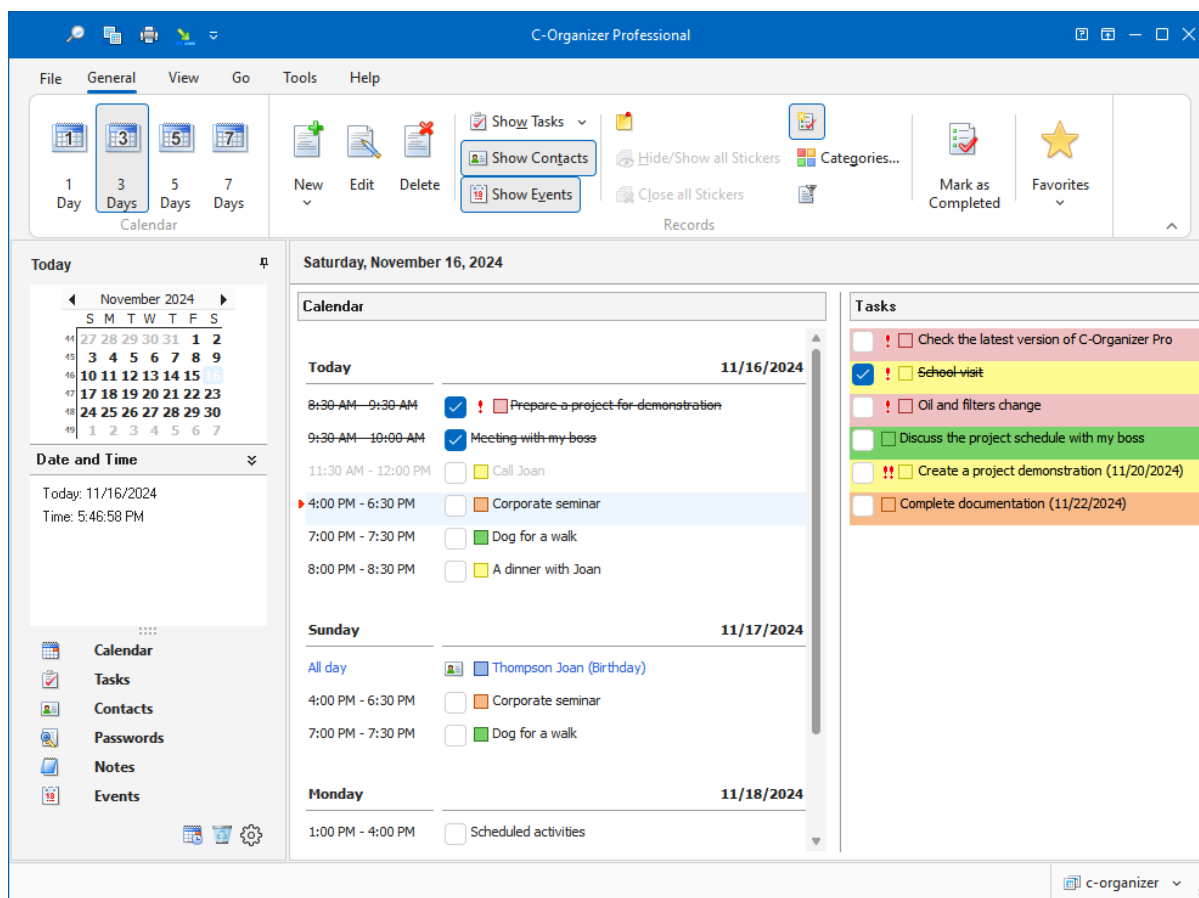 C-Organizer Professional
File General View Go Tools Help
1 3 5 7
1 Day
3 Days
5 Days
7 Days
Calendar
New
Edit
Delete
Show Tasks
Show Contacts
18 Show Events
Hide/Show all Stickers
Close all Stickers
Categories...
Records
Mark as Completed
Favorites
Today
November 2024
S M T W T F S
44 27 28 29 30 31 1 2
45 3 4 5 6 7 8 9
46 10 11 12 13 14 15 16
47 17 18 19 20 21 22 23
48 24 25 26 27 28 29 30
49 1 2 3 4 5 6 7
Date and Time
Today: 11/16/2024
Time: 5:46:58 PM
Calendar
Tasks
Contacts
Passwords
Notes
18 Events
Saturday, November 16, 2024
Calendar
Today 11/16/2024
8:30 AM - 9:30 AM ! Prepare a project for demonstration
9:30 AM - 10:00 AM Meeting with my boss
11:30 AM - 12:00 PM Call Joan
4:00 PM - 6:30 PM Corporate seminar
7:00 PM - 7:30 PM Dog for a walk
8:00 PM - 8:30 PM A dinner with Joan
Sunday 11/17/2024
All day Thompson Joan (Birthday)
4:00 PM - 6:30 PM Corporate seminar
7:00 PM - 7:30 PM Dog for a walk
Monday 11/18/2024
1:00 PM - 4:00 PM Scheduled activities
Tasks
! Check the latest version of C-Organizer Pro
! School visit
! Oil and filters change
Discuss the project schedule with my boss
!! Create a project demonstration (11/20/2024)
Complete documentation (11/22/2024)
c-organizer